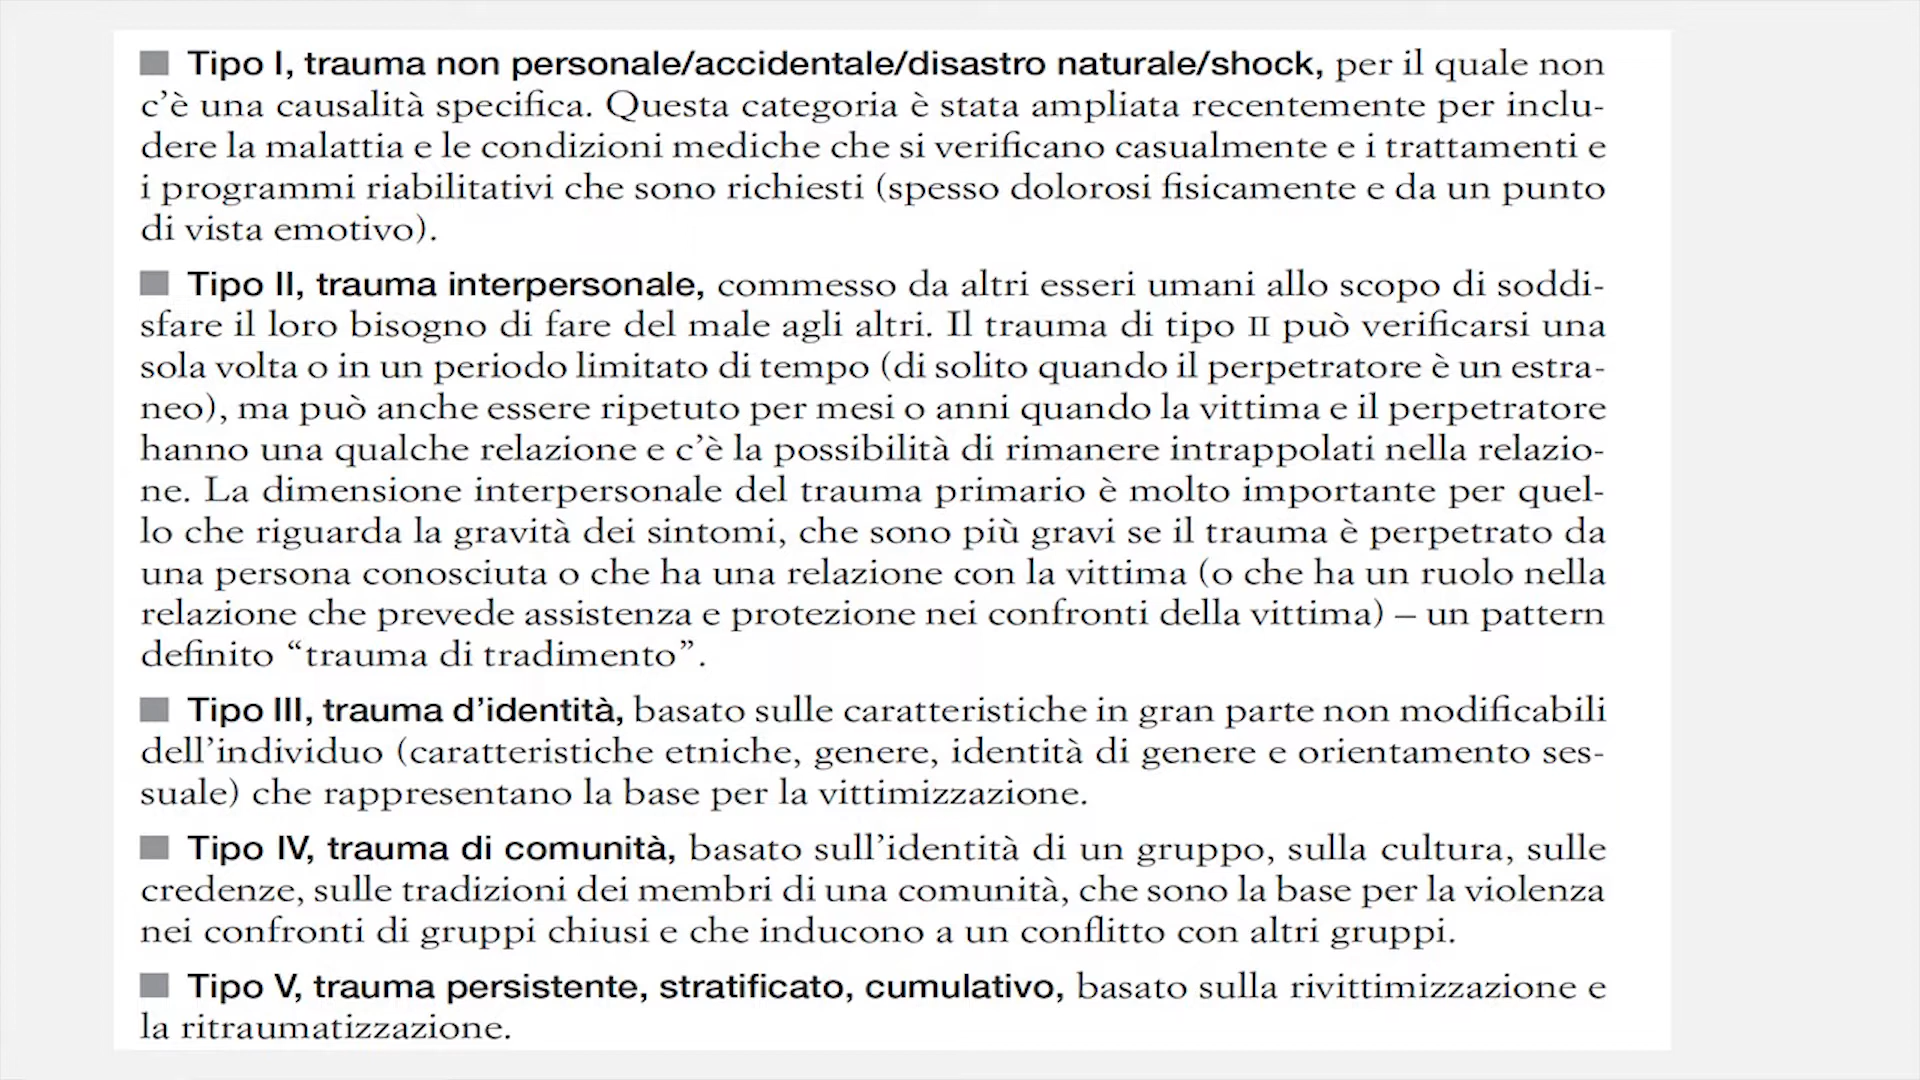 Tipo I, trauma non personale/accidentale/disastro naturale/shock, per il quale non
c’è una causalità specifica. Questa categoria è stata ampliata recentemente per inclu-
dere la malattia e le condizioni mediche che si verificano casualmente e i trattamenti e
i programmi riabilitativi che sono richiesti (spesso dolorosi fisicamente e da un punto
di vista emotivo).
Tipo II, trauma interpersonale, commesso da altri esseri umani allo scopo di soddi-
sfare il loro bisogno di fare del male agli altri. Il trauma di tipo II può verificarsi una
sola volta o in un periodo limitato di tempo (di solito quando il perpetratore è un estra-
neo), ma può anche essere ripetuto per mesi o anni quando la vittima e il perpetratore
hanno una qualche relazione e c’è la possibilità di rimanere intrappolati nella relazio-
ne. La dimensione interpersonale del trauma primario è molto importante per quel-
lo che riguarda la gravità dei sintomi, che sono più gravi se il trauma è perpetrato da
una persona conosciuta o che ha una relazione con la vittima (o che ha un ruolo nella
relazione che prevede assistenza e protezione nei confronti della vittima) – un pattern
definito “trauma di tradimento”.
Tipo III, trauma d’identità, basato sulle caratteristiche in gran parte non modificabili
dell’individuo (caratteristiche etniche, genere, identità di genere e orientamento ses-
suale) che rappresentano la base per la vittimizzazione.
Tipo IV, trauma di comunità, basato sull’identità di un gruppo, sulla cultura, sulle
credenze, sulle tradizioni dei membri di una comunità, che sono la base per la violenza
nei confronti di gruppi chiusi e che inducono a un conflitto con altri gruppi.
Tipo V, trauma persistente, stratificato, cumulativo, basato sulla rivittimizzazione e
la ritraumatizzazione.